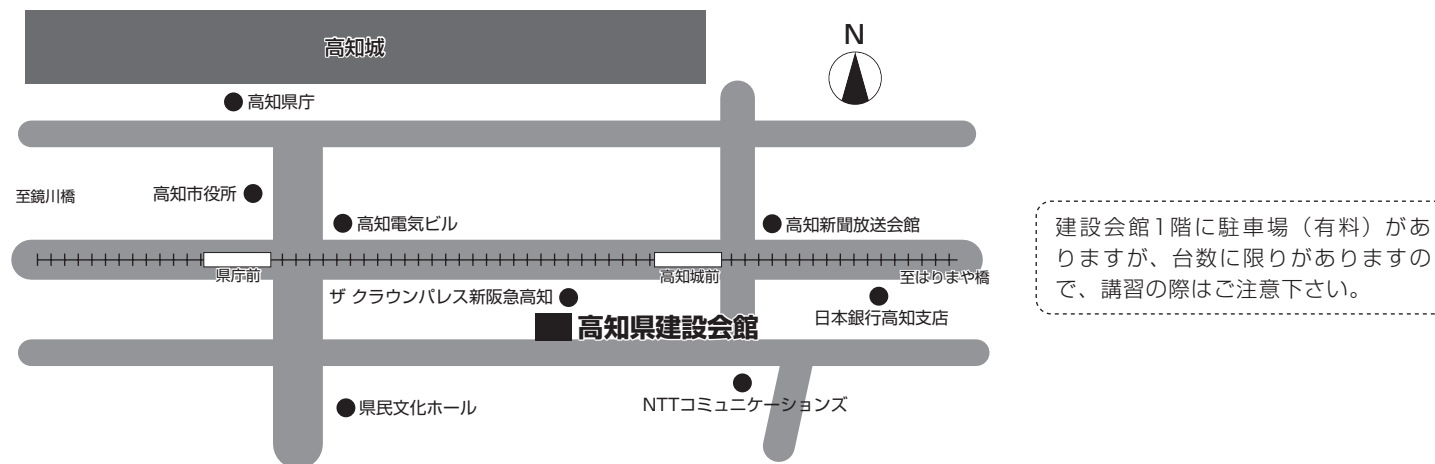 高知城
N
高知県庁
至鏡川橋
高知市役所
高知電気ビル
高知新聞放送会館
県庁前
高知城前
至はりまや橋
ザ クラウンパレス新阪急高知
日本銀行高知支店
高知県建設会館
県民文化ホール
NTTコミュニケーションズ
建設会館1階に駐車場（有料）があ
りますが、台数に限りがありますの
で、講習の際はご注意下さい。